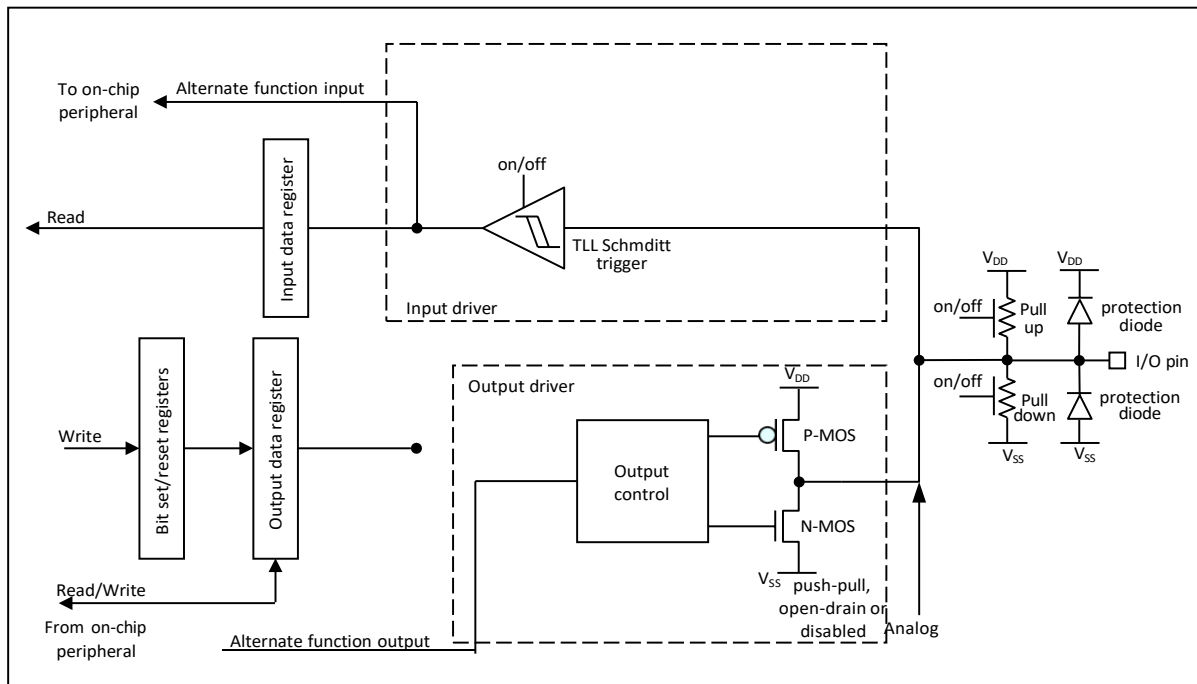 To on-chip
peripheral
Alternate function input
on/off
Input data register
Read
TLL Schmditt
trigger
Input driver
VDD
VDD
on/off
Pull
up
protection
diode
I/O pin
on/off
Pull
down
protection
diode
VSS
VSS
Write
Bit set/reset registers
Output data register
Output driver
VDD
P-MOS
Output
control
N-MOS
VSS
push-pull,
open-drain or
disabled
Analog
Read/Write
From on-chip
peripheral
Alternate function output